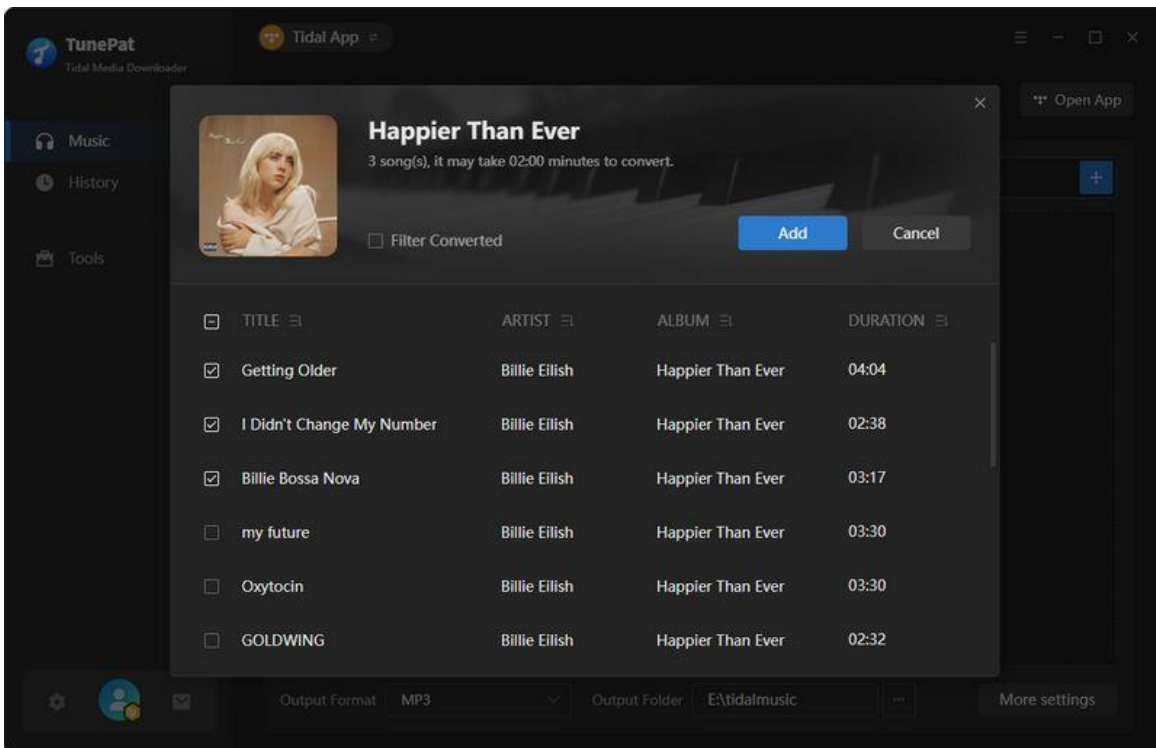 TunePat
Tidal Media Downloader
Tidal App
Open App
Music
History
Tools
Happier Than Ever
3 song(s), it may take 02:00 minutes to convert.
Filter Converted
Add
Cancel
TITLE ARTIST ALBUM DURATION
Getting Older Billie Eilish Happier Than Ever 04:04
I Didn't Change My Number Billie Eilish Happier Than Ever 02:38
Billie Bossa Nova Billie Eilish Happier Than Ever 03:17
my future Billie Eilish Happier Than Ever 03:30
Oxytocin Billie Eilish Happier Than Ever 03:30
GOLDWING Billie Eilish Happier Than Ever 02:32
Output Format MP3 Output Folder E:\tidalmusic ... More settings